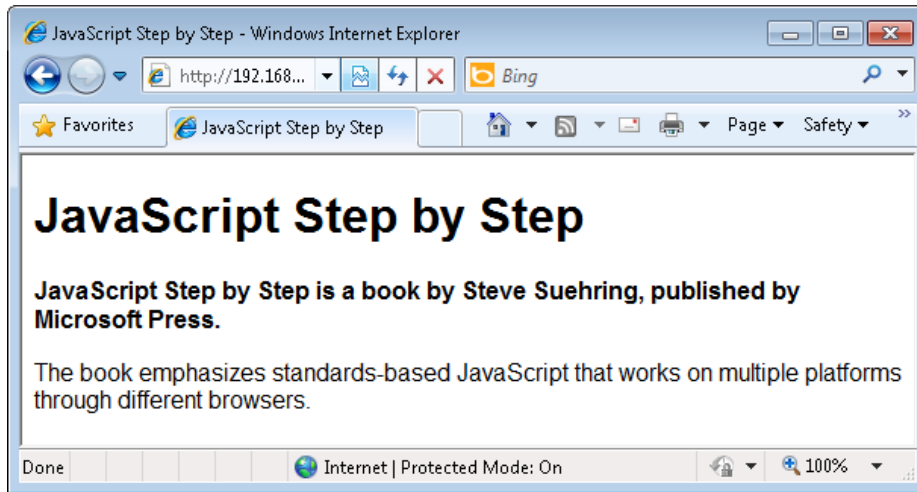 JavaScript Step by Step - Windows Internet Explorer
http://192.168... Bing
Favorites JavaScript Step by Step Page Safety »
JavaScript Step by Step
JavaScript Step by Step is a book by Steve Suehring, published by
Microsoft Press.
The book emphasizes standards-based JavaScript that works on multiple platforms
through different browsers.
Done Internet | Protected Mode: On 100%